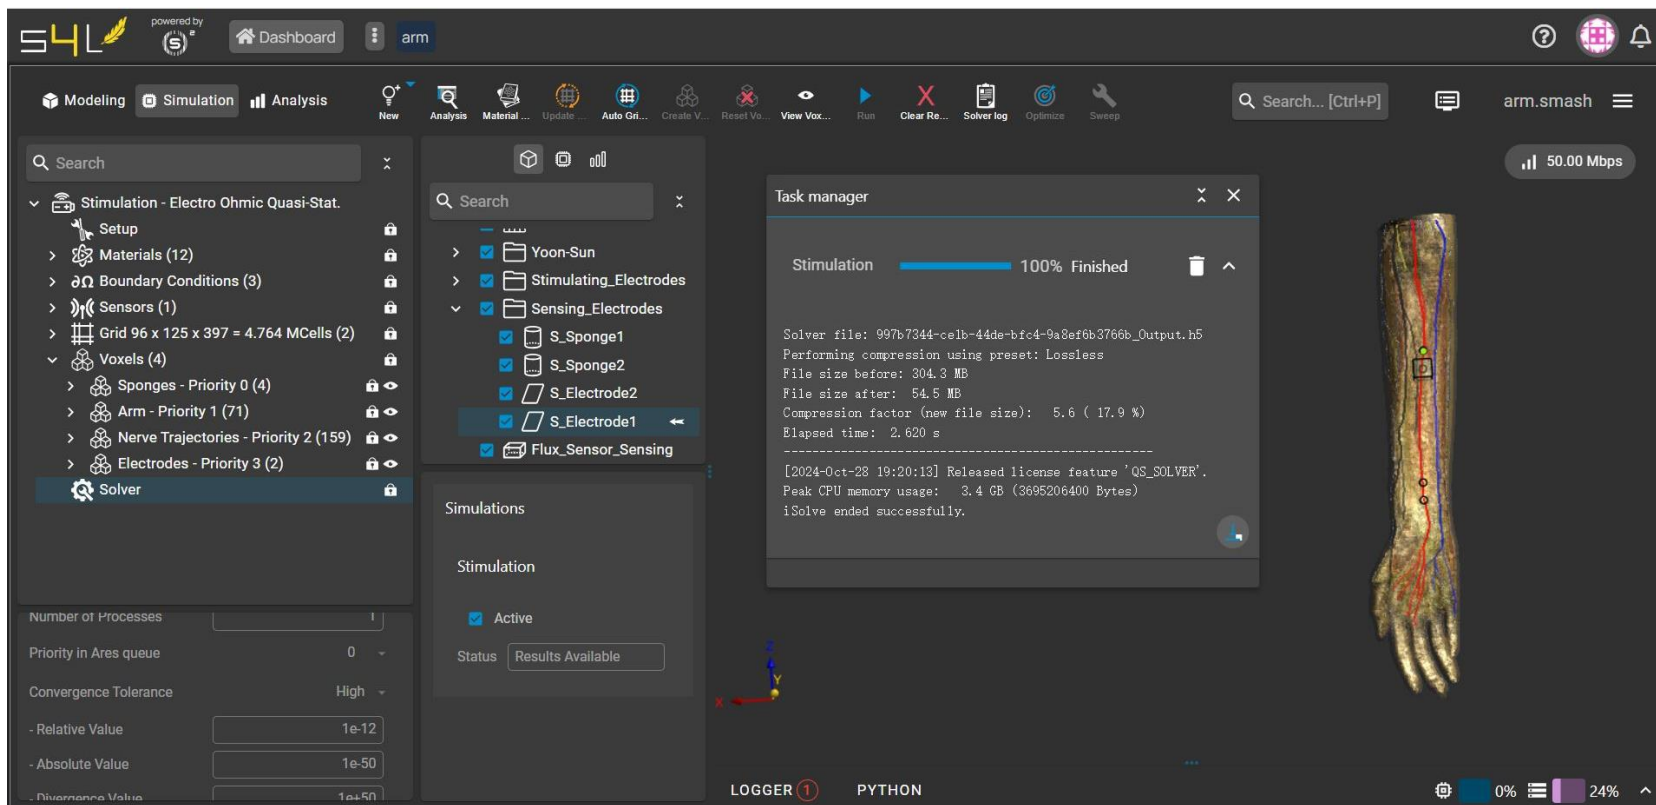 S4L
powered by
Dashboard
arm
Modeling
Simulation
Analysis
New
Analysis
Material ...
Update ...
Auto Gri...
Create V...
Reset Vo...
View Vox...
Run
Clear Re...
Solver log
Optimize
Sweep
Search... [Ctrl+P]
arm.smash
Search
Stimulation - Electro Ohmic Quasi-Stat.
Setup
Materials (12)
∂Ω Boundary Conditions (3)
Sensors (1)
Grid 96 x 125 x 397 = 4.764 MCells (2)
Voxels (4)
Sponges - Priority 0 (4)
Arm - Priority 1 (71)
Nerve Trajectories - Priority 2 (159)
Electrodes - Priority 3 (2)
Solver
Number of Processes 1
Priority in Ares queue 0
Convergence Tolerance High
- Relative Value 1e-12
- Absolute Value 1e-50
- Divergence Value 1e+50
Search
Yoon-Sun
Stimulating_Electrodes
Sensing_Electrodes
S_Sponge1
S_Sponge2
S_Electrode2
S_Electrode1
Flux_Sensor_Sensing
Simulations
Stimulation
Active
Status Results Available
50.00 Mbps
Task manager
Stimulation 100% Finished
Solver file: 997b7344-ce1b-44de-bfc4-9a8ef6b3766b_Output.h5
Performing compression using preset: Lossless
File size before: 304.3 MB
File size after: 54.5 MB
Compression factor (new file size): 5.6 ( 17.9 %)
Elapsed time: 2.620 s
[2024-Oct-28 19:20:13] Released license feature 'QS_SOLVER'.
Peak CPU memory usage: 3.4 GB (3695206400 Bytes)
iSolve ended successfully.
Z
Y
X
LOGGER 1
PYTHON
0%
24%